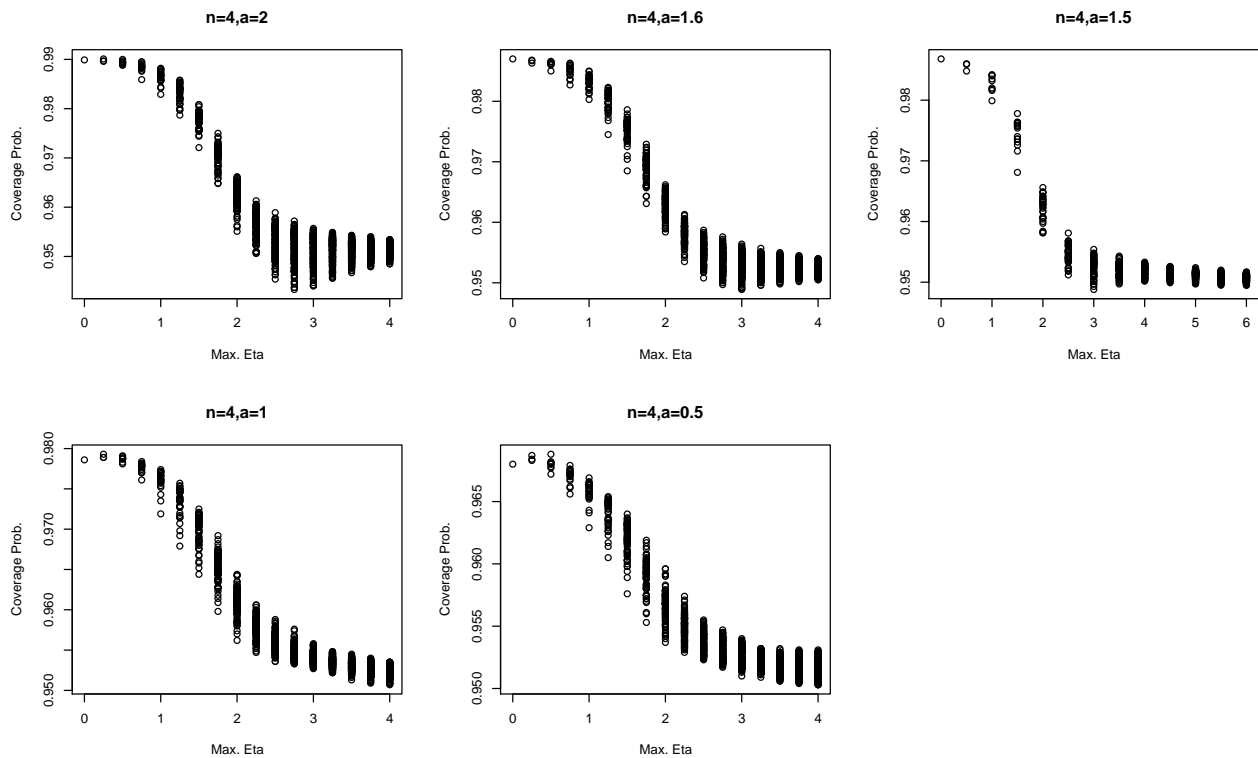 n=4,a=2
Coverage Prob.
0.99
0.98
0.97
0.96
0.95
0 1 2 3 4
Max. Eta
n=4,a=1.6
Coverage Prob.
0.98
0.97
0.96
0.95
0 1 2 3 4
Max. Eta
n=4,a=1.5
Coverage Prob.
0.98
0.97
0.96
0.95
0 1 2 3 4 5 6
Max. Eta
n=4,a=1
Coverage Prob.
0.980
0.970
0.960
0.950
0 1 2 3 4
Max. Eta
n=4,a=0.5
Coverage Prob.
0.965
0.960
0.955
0.950
0 1 2 3 4
Max. Eta